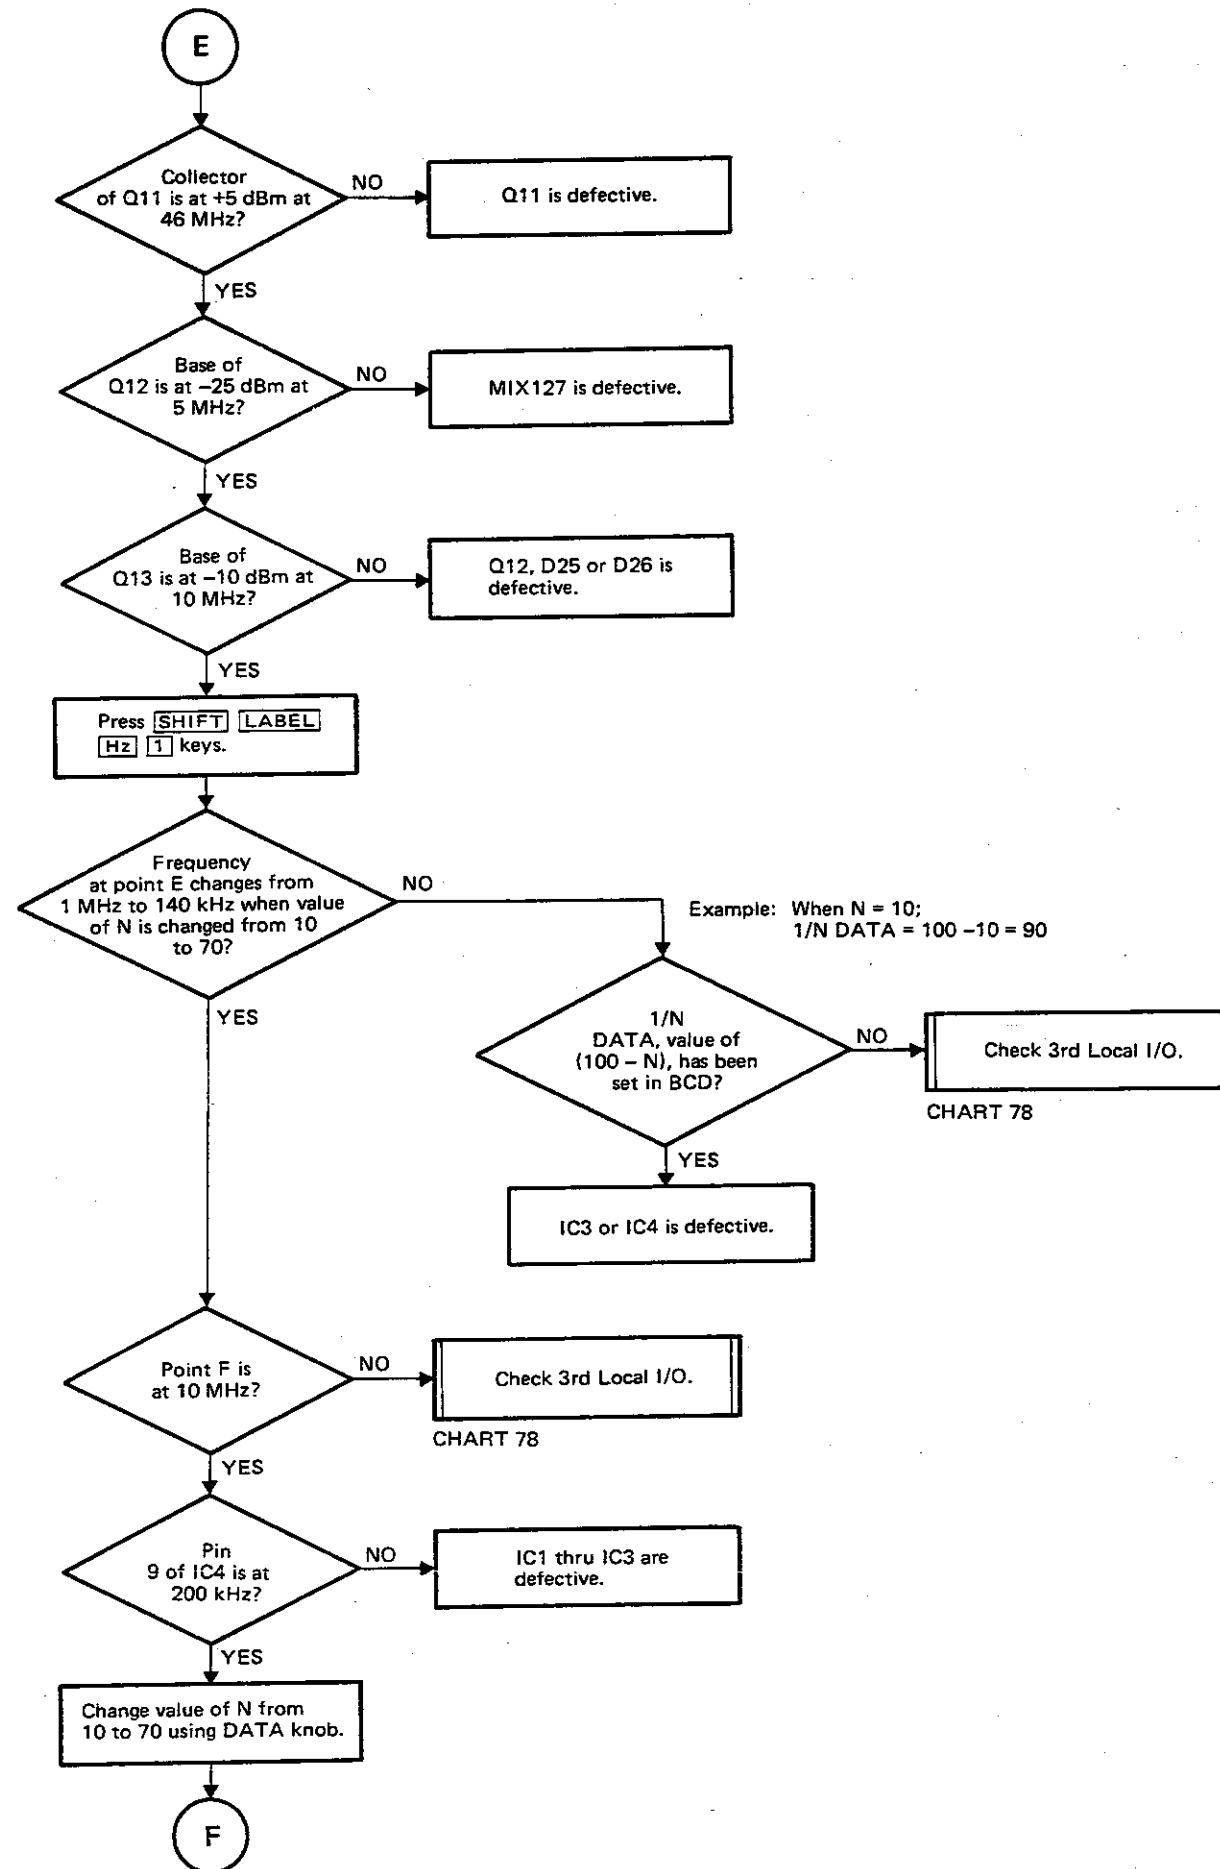 E
Collector
of Q11 is at +5 dBm at
46 MHz?
NO
Q11 is defective.
YES
Base of
Q12 is at –25 dBm at
5 MHz?
NO
MIX127 is defective.
YES
Base of
Q13 is at –10 dBm at
10 MHz?
NO
Q12, D25 or D26 is
defective.
YES
Press SHIFT LABEL
Hz 1 keys.
Frequency
at point E changes from
1 MHz to 140 kHz when value
of N is changed from 10
to 70?
NO
Example: When N = 10;
1/N DATA = 100 –10 = 90
YES
1/N
DATA, value of
(100 – N), has been
set in BCD?
NO
Check 3rd Local I/O.
CHART 78
YES
IC3 or IC4 is defective.
Point F is
at 10 MHz?
NO
Check 3rd Local I/O.
CHART 78
YES
Pin
9 of IC4 is at
200 kHz?
NO
IC1 thru IC3 are
defective.
YES
Change value of N from
10 to 70 using DATA knob.
F